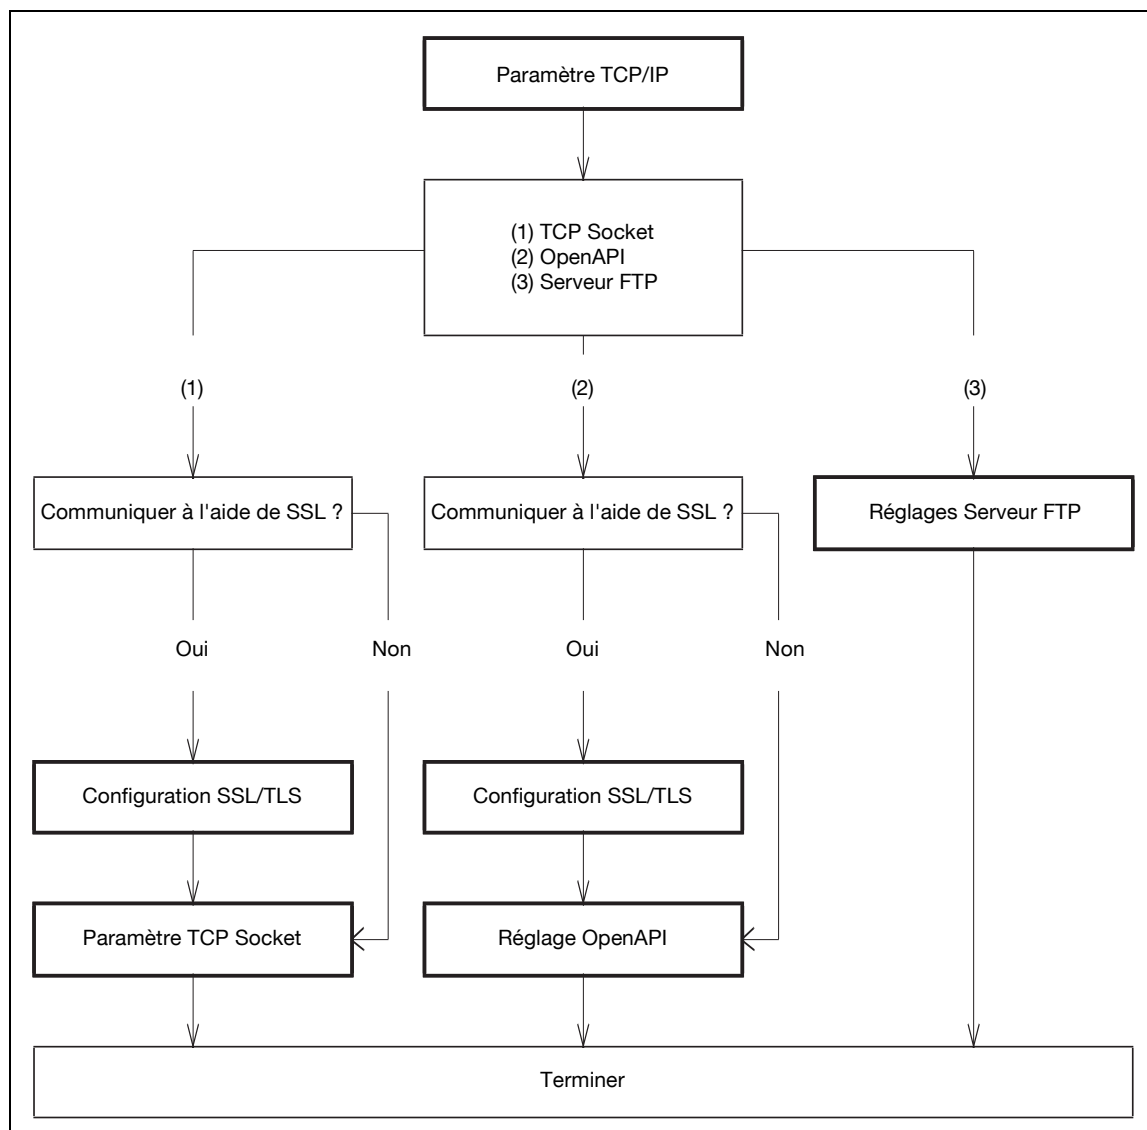 Paramètre TCP/IP
(1) TCP Socket
(2) OpenAPI
(3) Serveur FTP
(1)
(2)
(3)
Communiquer à l'aide de SSL ?
Communiquer à l'aide de SSL ?
Réglages Serveur FTP
Oui
Non
Oui
Non
Configuration SSL/TLS
Configuration SSL/TLS
Paramètre TCP Socket
Réglage OpenAPI
Terminer